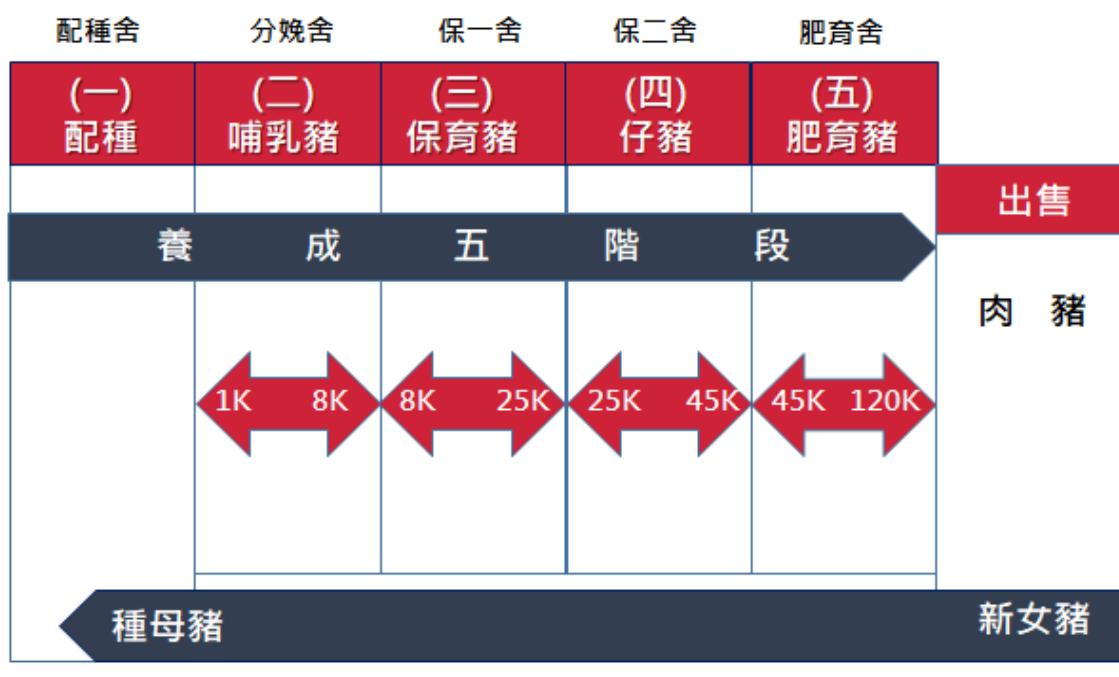 配種舍 分娩舍 保一舍 保二舍 肥育舍
(一) (二) (三) (四) (五)
配種 哺乳豬 保育豬 仔豬 肥育豬
出售
養 成 五 階 段
肉 豬
1K 8K 8K 25K 25K 45K 45K 120K
種母豬 新女豬